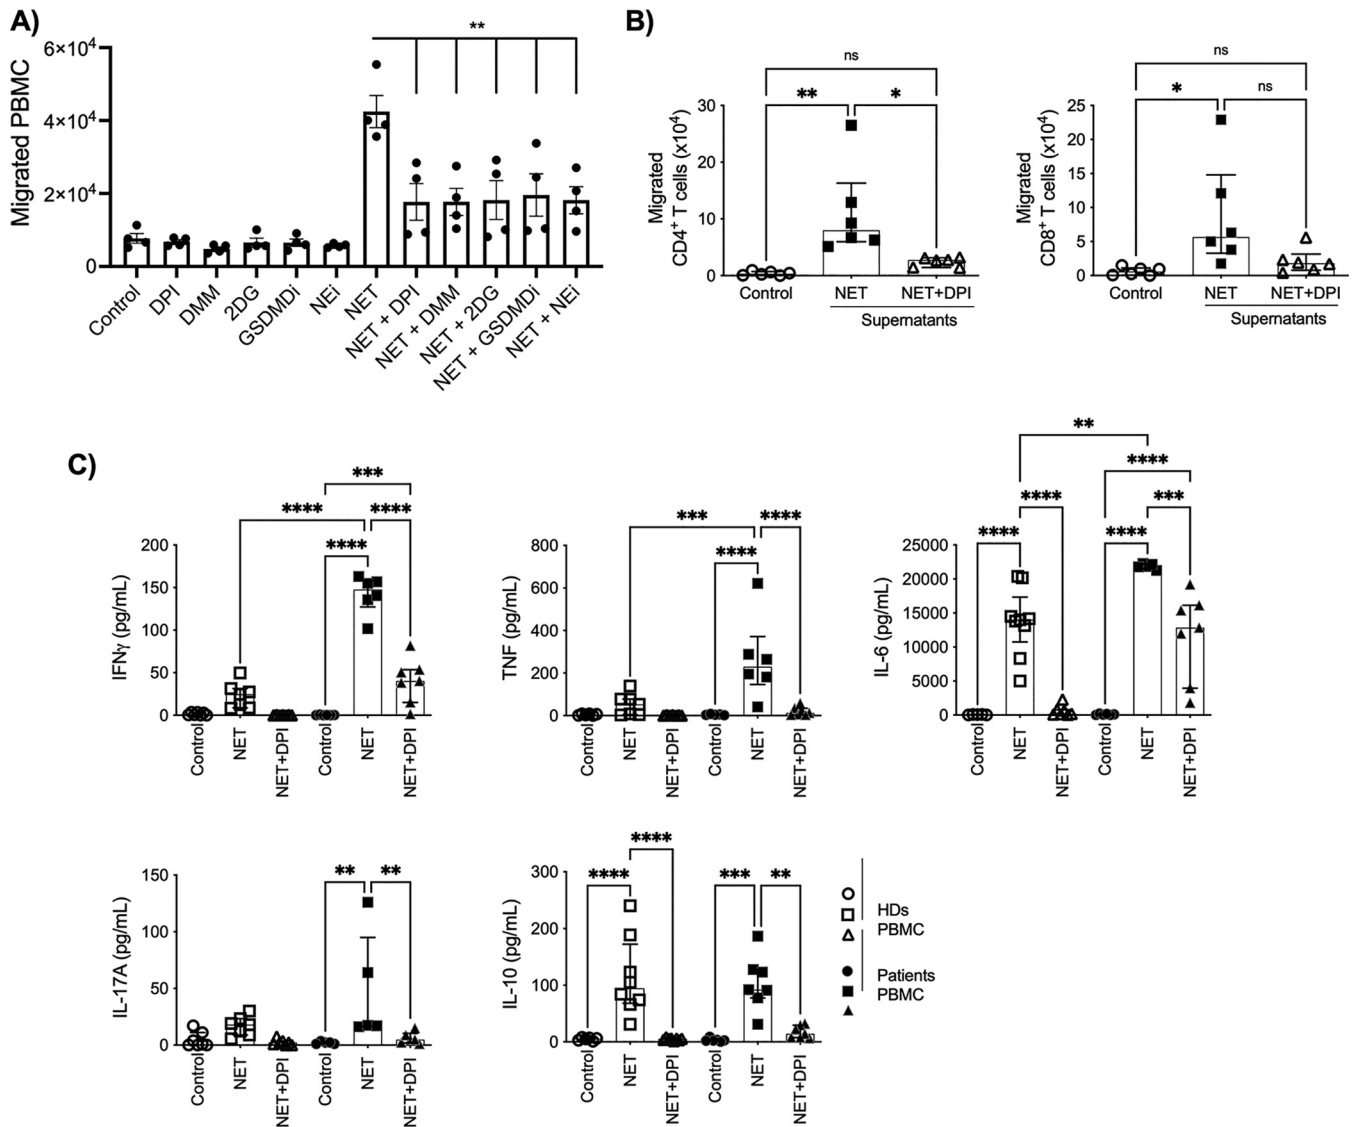 A)
**
Migrated PBMC
6×10⁴
4×10⁴
2×10⁴
0
Control
DPI
DMM
2DG
GSDMDi
NEi
NET
NET + DPI
NET + DMM
NET + 2DG
NET + GSDMDi
NET + NEi
B)
ns
**
*
Migrated
CD4⁺ T cells (x10⁴)
30
20
10
0
Control
NET
NET+DPI
Supernatants
ns
*
ns
Migrated
CD8⁺ T cells (x10⁴)
25
20
15
10
5
0
Control
NET
NET+DPI
Supernatants
C)
***
****
****
****
IFNγ (pg/mL)
200
150
100
50
0
Control
NET
NET+DPI
Control
NET
NET+DPI
***
****
****
TNF (pg/mL)
800
600
400
200
0
Control
NET
NET+DPI
Control
NET
NET+DPI
**
****
****
***
****
****
IL-6 (pg/mL)
25000
20000
15000
10000
5000
0
Control
NET
NET+DPI
Control
NET
NET+DPI
**
**
IL-17A (pg/mL)
150
100
50
0
Control
NET
NET+DPI
Control
NET
NET+DPI
****
****
***
**
IL-10 (pg/mL)
300
200
100
0
Control
NET
NET+DPI
Control
NET
NET+DPI
HDs
PBMC
Patients
PBMC